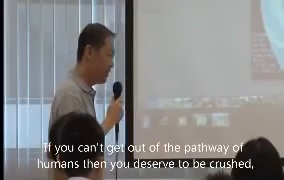 If you can't get out of the pathway of
humans then you deserve to be crushed,